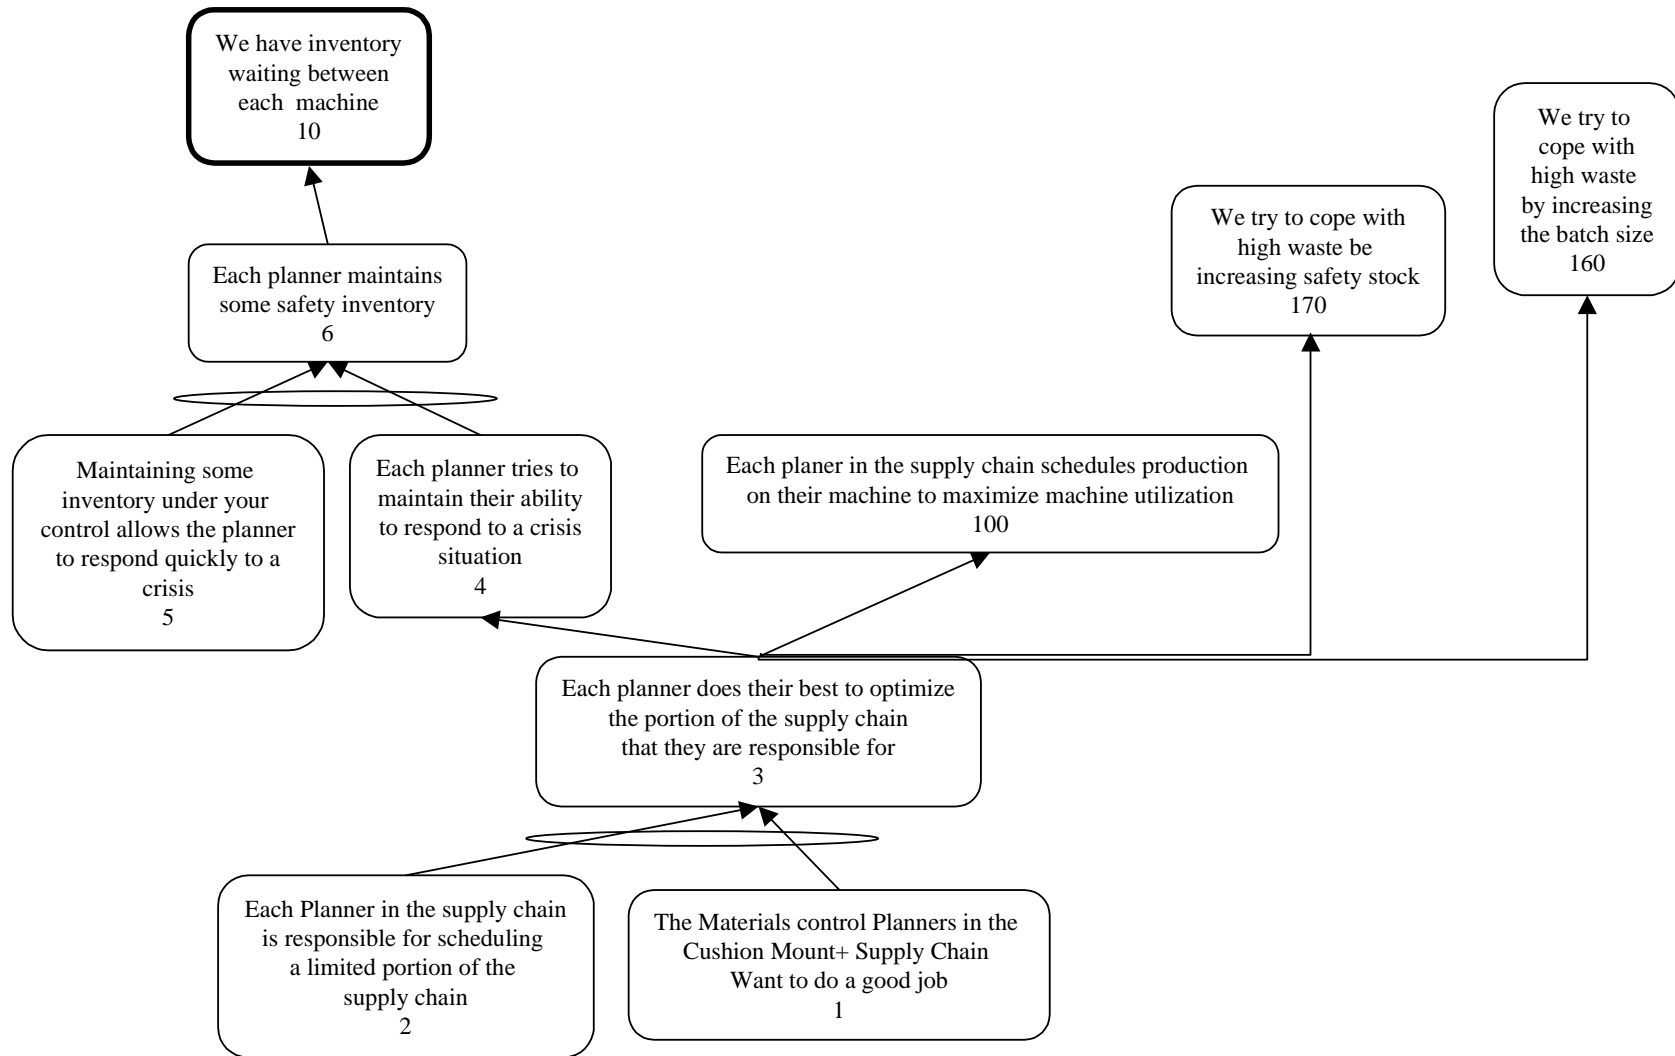 We have inventory
waiting between
each machine
10
We try to
cope with
high waste
by increasing
the batch size
160
We try to cope with
high waste be
increasing safety stock
170
Each planner maintains
some safety inventory
6
Maintaining some
inventory under your
control allows the planner
to respond quickly to a
crisis
5
Each planner tries to
maintain their ability
to respond to a crisis
situation
4
Each planer in the supply chain schedules production
on their machine to maximize machine utilization
100
Each planner does their best to optimize
the portion of the supply chain
that they are responsible for
3
Each Planner in the supply chain
is responsible for scheduling
a limited portion of the
supply chain
2
The Materials control Planners in the
Cushion Mount+ Supply Chain
Want to do a good job
1